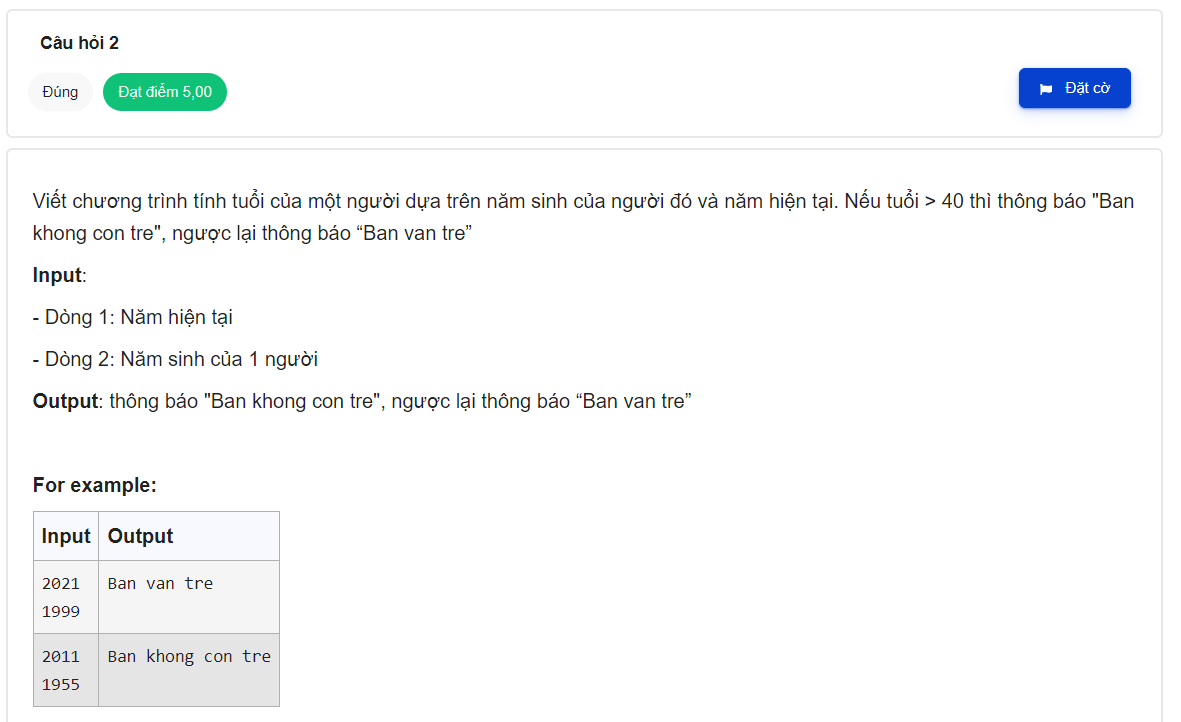 Câu hỏi 2
Đúng
Đạt điểm 5,00
Đặt cờ
Viết chương trình tính tuổi của một người dựa trên năm sinh của người đó và năm hiện tại. Nếu tuổi > 40 thì thông báo "Ban
khong con tre", ngược lại thông báo “Ban van tre”
Input:
- Dòng 1: Năm hiện tại
- Dòng 2: Năm sinh của 1 người
Output: thông báo "Ban khong con tre", ngược lại thông báo “Ban van tre”
For example:
Input Output
2021 Ban van tre
1999
2011 Ban khong con tre
1955